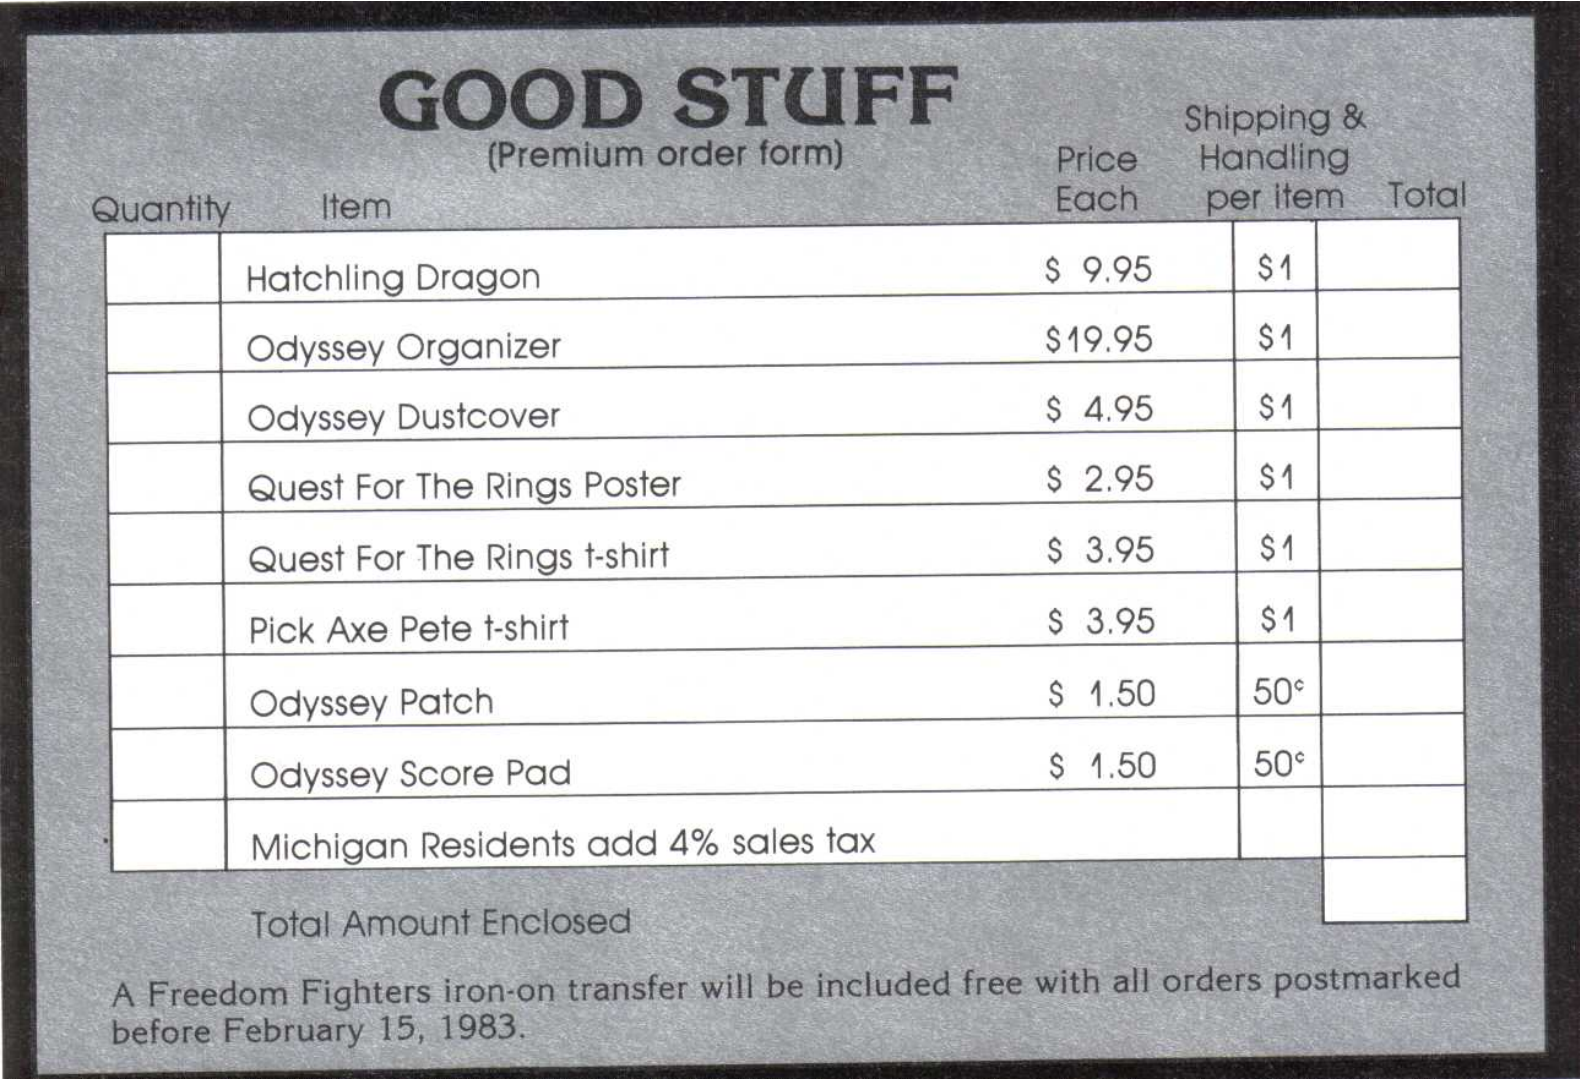 GOOD STUFF
(Premium order form)
Quantity Item Price Each Shipping & Handling per item Total
Hatchling Dragon $ 9.95 $1
Odyssey Organizer $19.95 $1
Odyssey Dustcover $ 4.95 $1
Quest For The Rings Poster $ 2.95 $1
Quest For The Rings t-shirt $ 3.95 $1
Pick Axe Pete t-shirt $ 3.95 $1
Odyssey Patch $ 1.50 50¢
Odyssey Score Pad $ 1.50 50¢
Michigan Residents add 4% sales tax
Total Amount Enclosed
A Freedom Fighters iron-on transfer will be included free with all orders postmarked
before February 15, 1983.